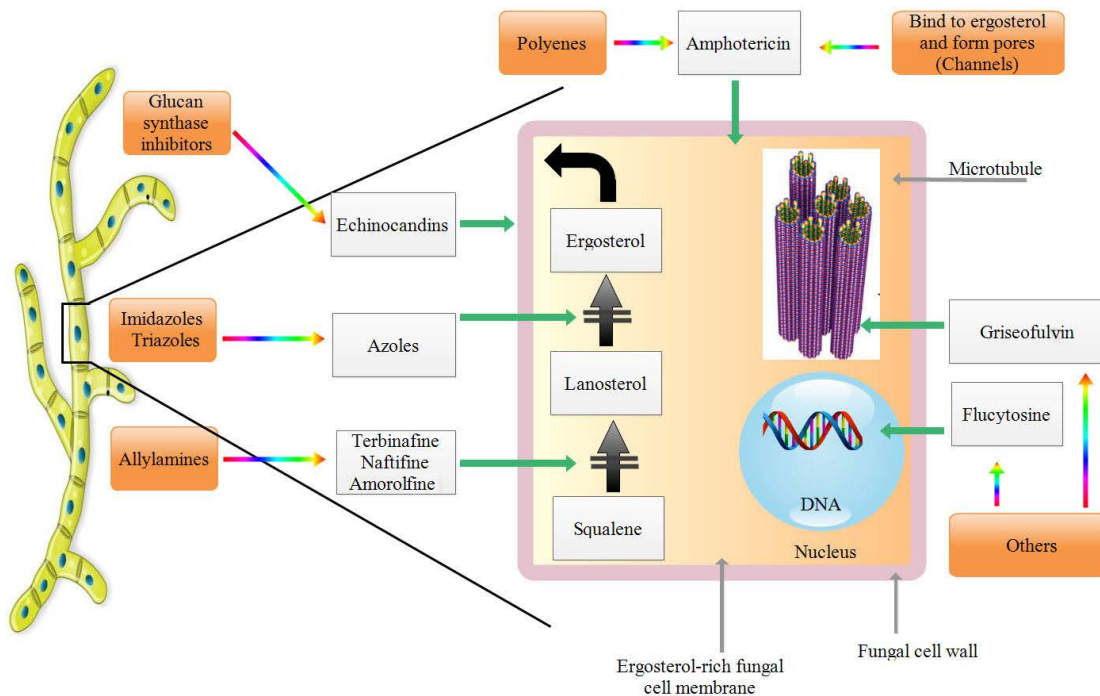 Polyenes
Amphotericin
Bind to ergosterol
and form pores
(Channels)
Glucan
synthase
inhibitors
Microtubule
Echinocandins
Ergosterol
Imidazoles
Triazoles
Azoles
Griseofulvin
Lanosterol
Flucytosine
Allylamines
Terbinafine
Naftifine
Amorolfine
DNA
Squalene
Nucleus
Others
Ergosterol-rich fungal
cell membrane
Fungal cell wall